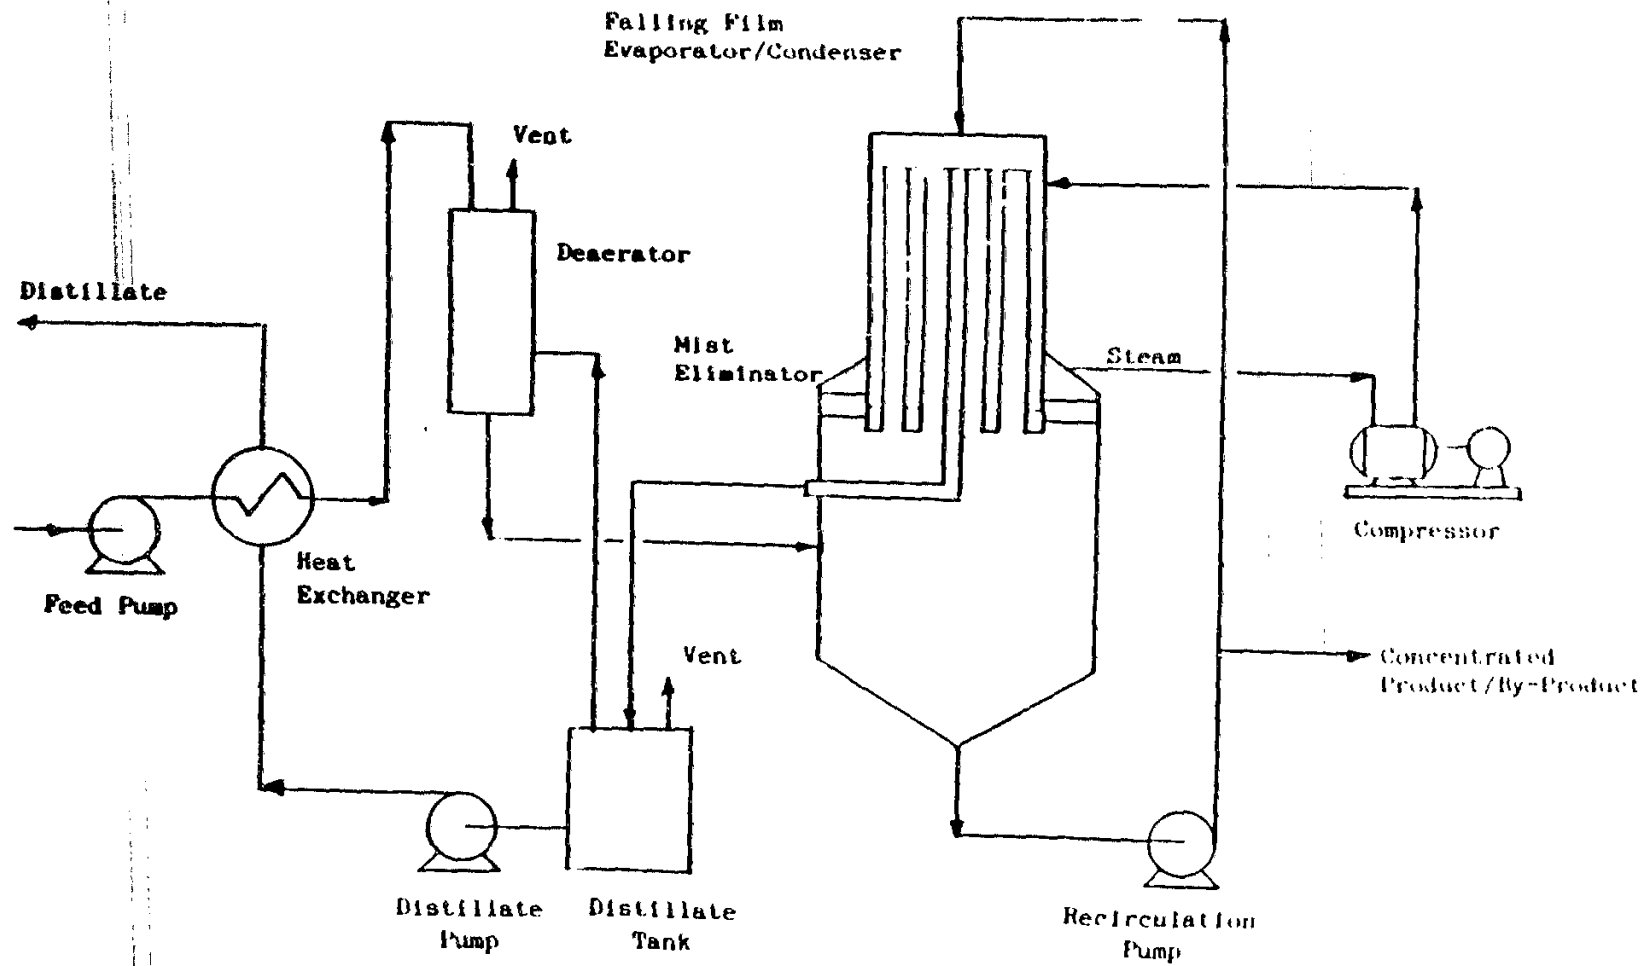 Falling Film
Evaporator/Condenser
Vent
Deaerator
Distillate
Mist
Eliminator
Steam
Compressor
Heat
Exchanger
Feed Pump
Vent
Concentrated
Product/By-Product
Distillate
Pump
Distillate
Tank
Recirculation
Pump